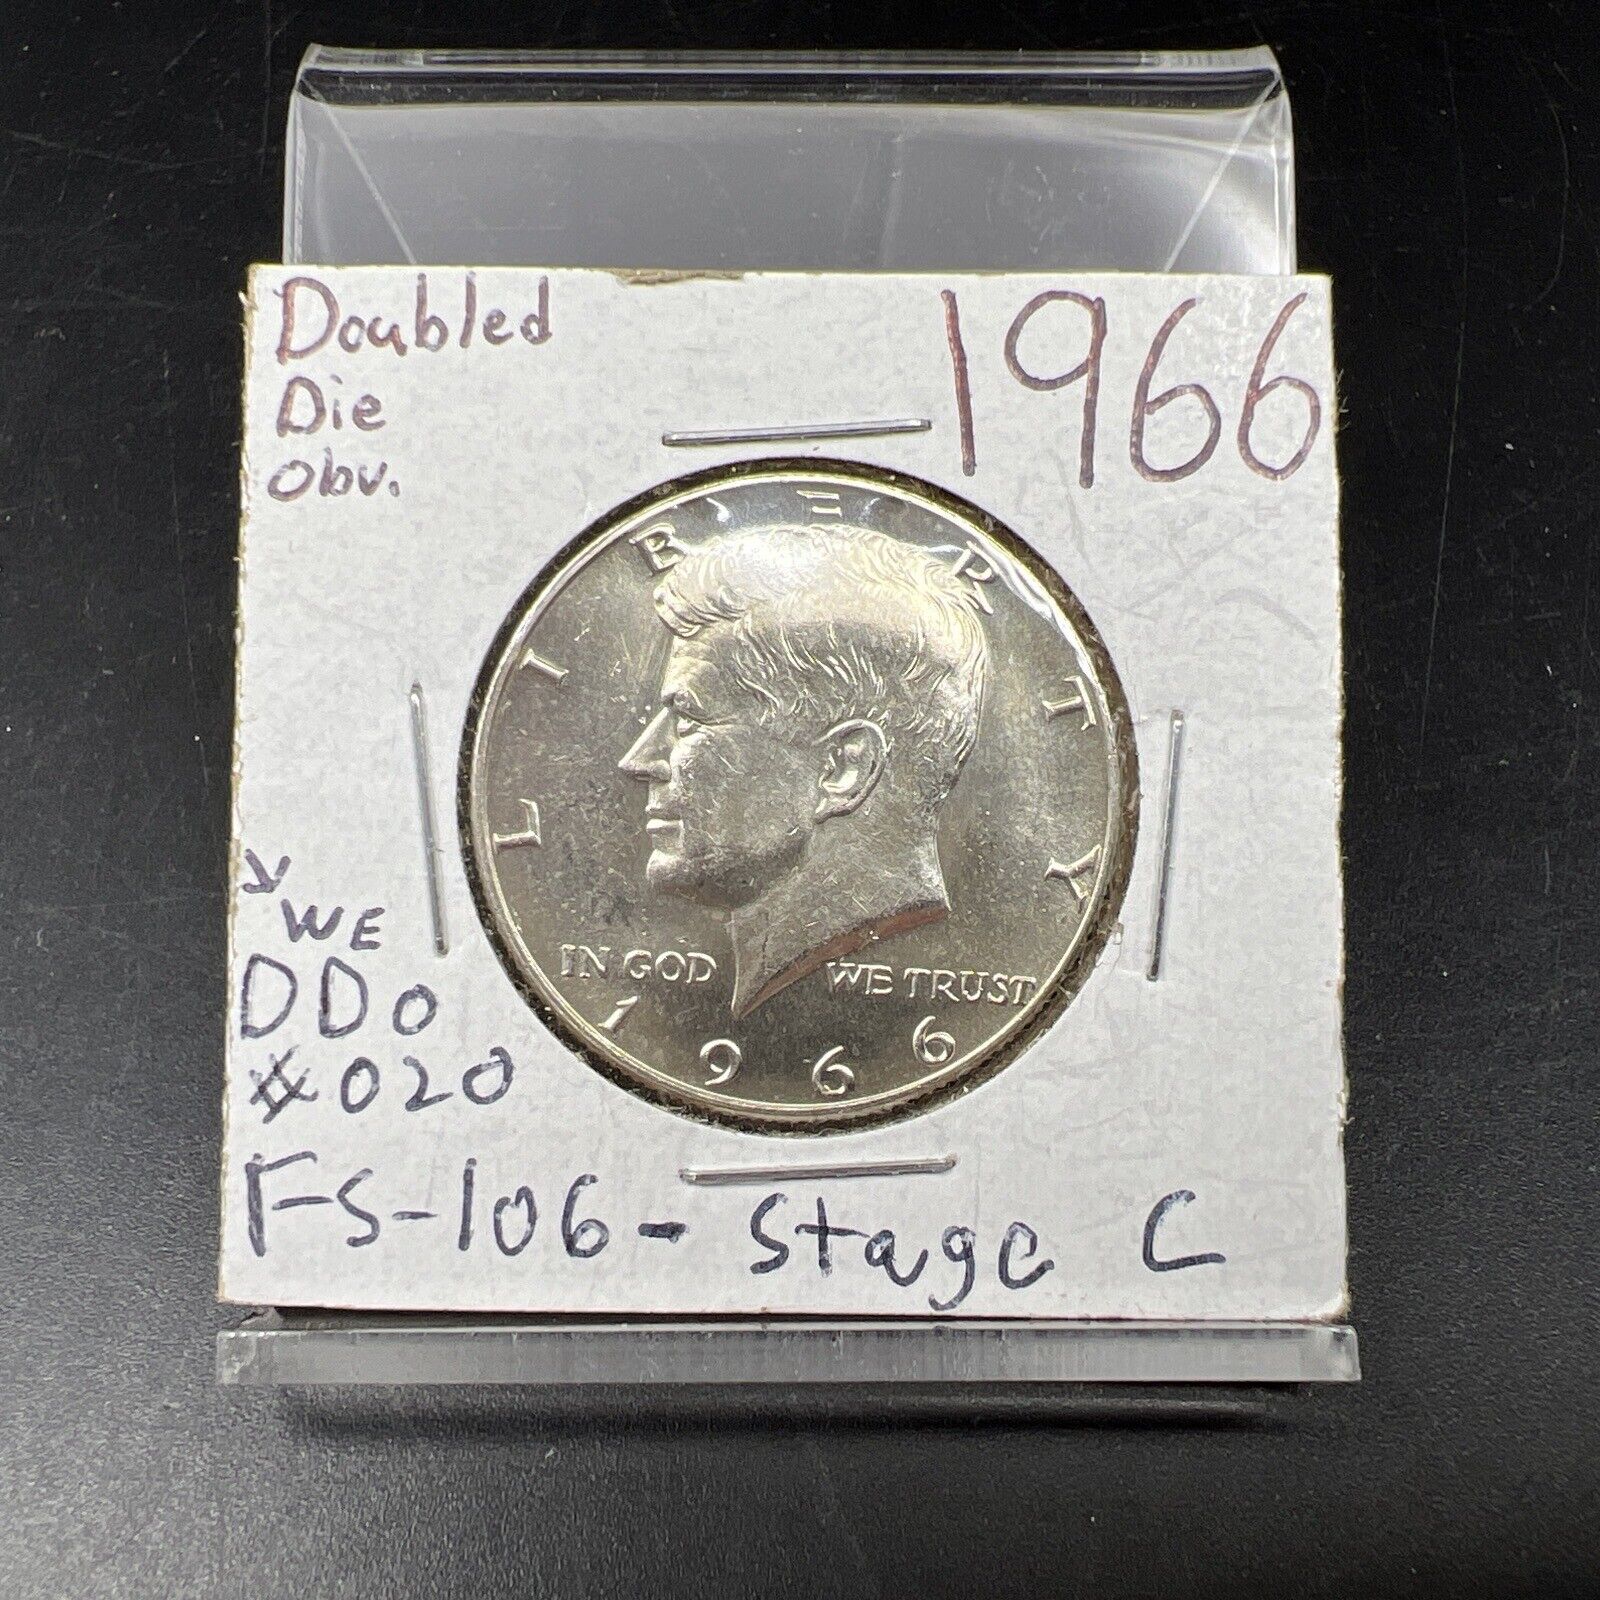 Doubled
Die
Obv.
1966
LIBERTY
IN GOD WE TRUST
1966
WE
DDO
#020
FS-106 - Stage C